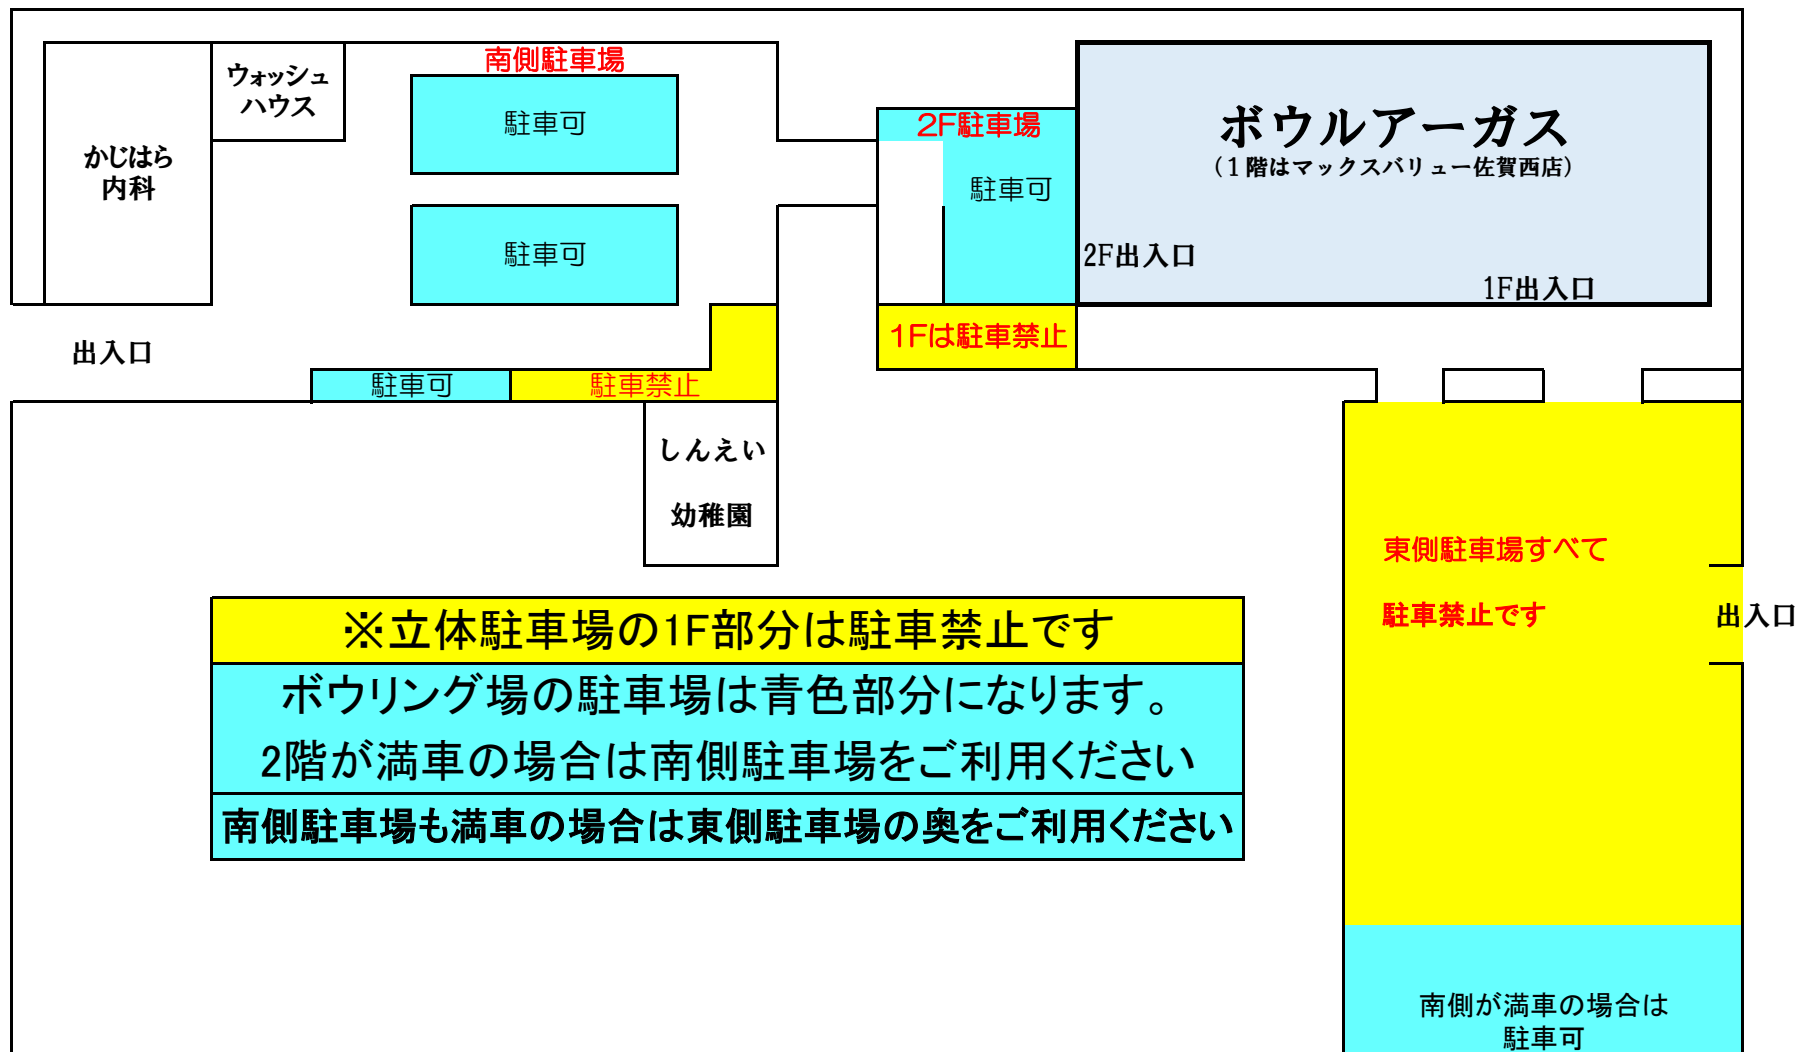 南側駐車場
ウォッシュ
ハウス
駐車可
かじはら
内科
駐車可
2F駐車場
駐車可
ボウルアーガス
(１階はマックスバリュー佐賀西店)
2F出入口
1F出入口
1Fは駐車禁止
出入口
駐車可
駐車禁止
しんえい
幼稚園
東側駐車場すべて
駐車禁止です
出入口
※立体駐車場の1F部分は駐車禁止です
ボウリング場の駐車場は青色部分になります。
2階が満車の場合は南側駐車場をご利用ください
南側駐車場も満車の場合は東側駐車場の奥をご利用ください
南側が満車の場合は
駐車可